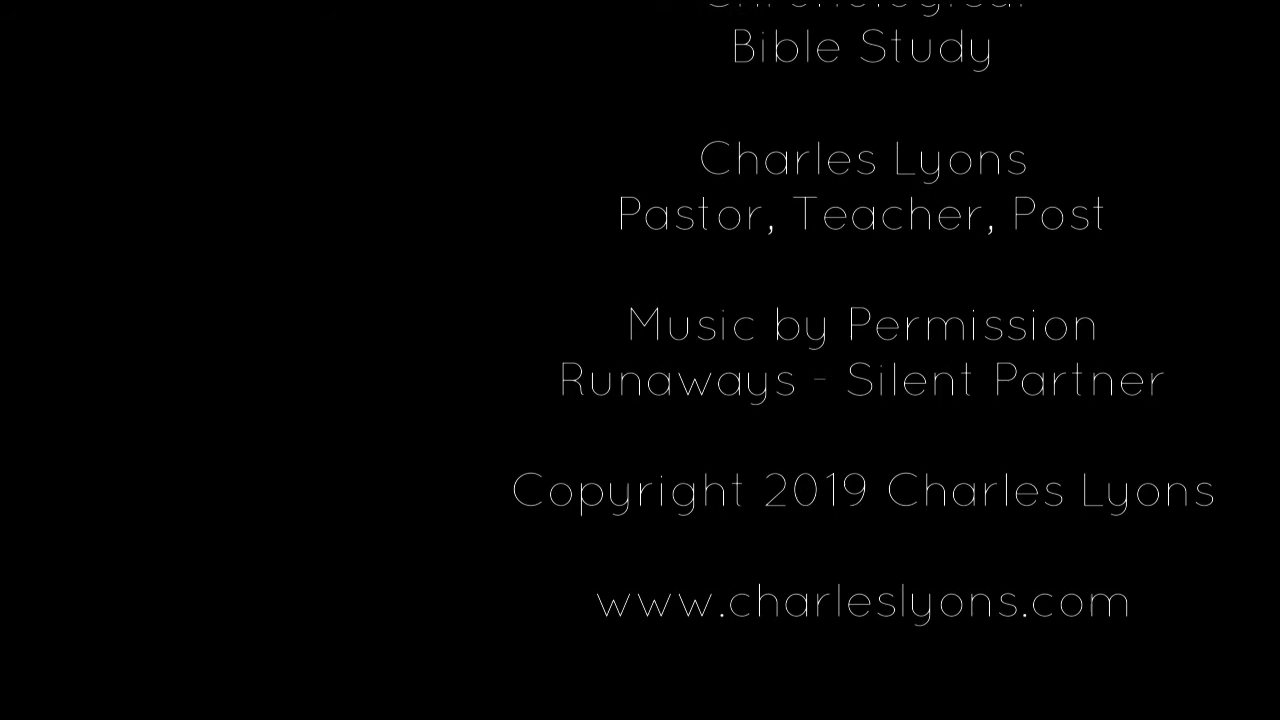 Chronological
Bible Study
Charles Lyons
Pastor, Teacher, Post
Music by Permission
Runaways - Silent Partner
Copyright 2019 Charles Lyons
www.charleslyons.com